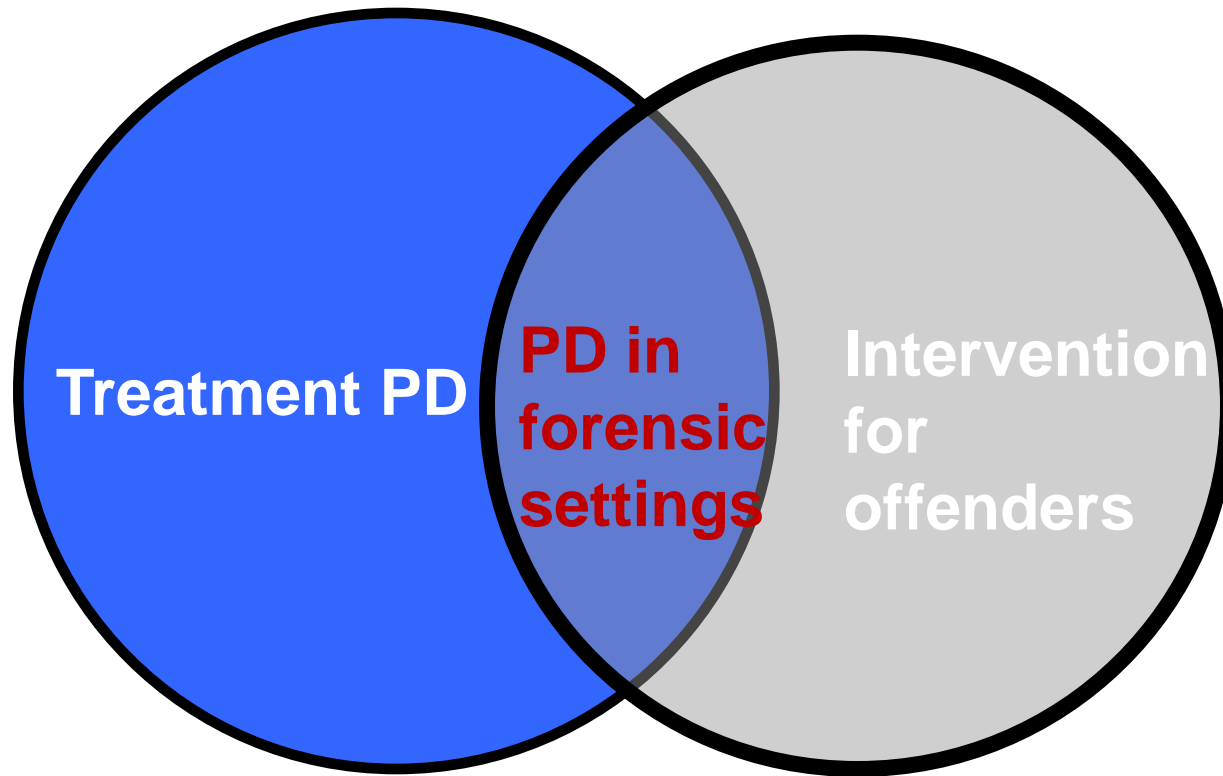 Treatment PD
PD in
forensic
settings
Intervention
for
offenders